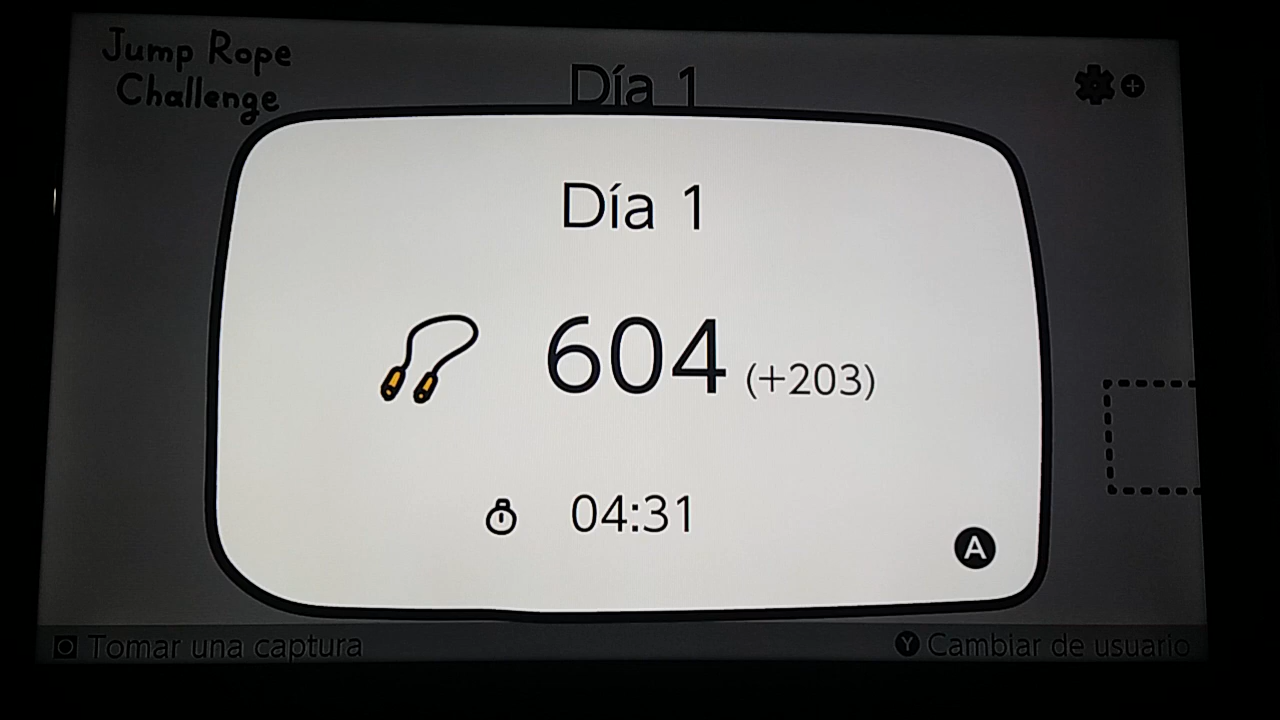 Jump Rope
Challenge
Día 1
+
Día 1
604 (+203)
04:31
A
Tomar una captura
Y Cambiar de usuario